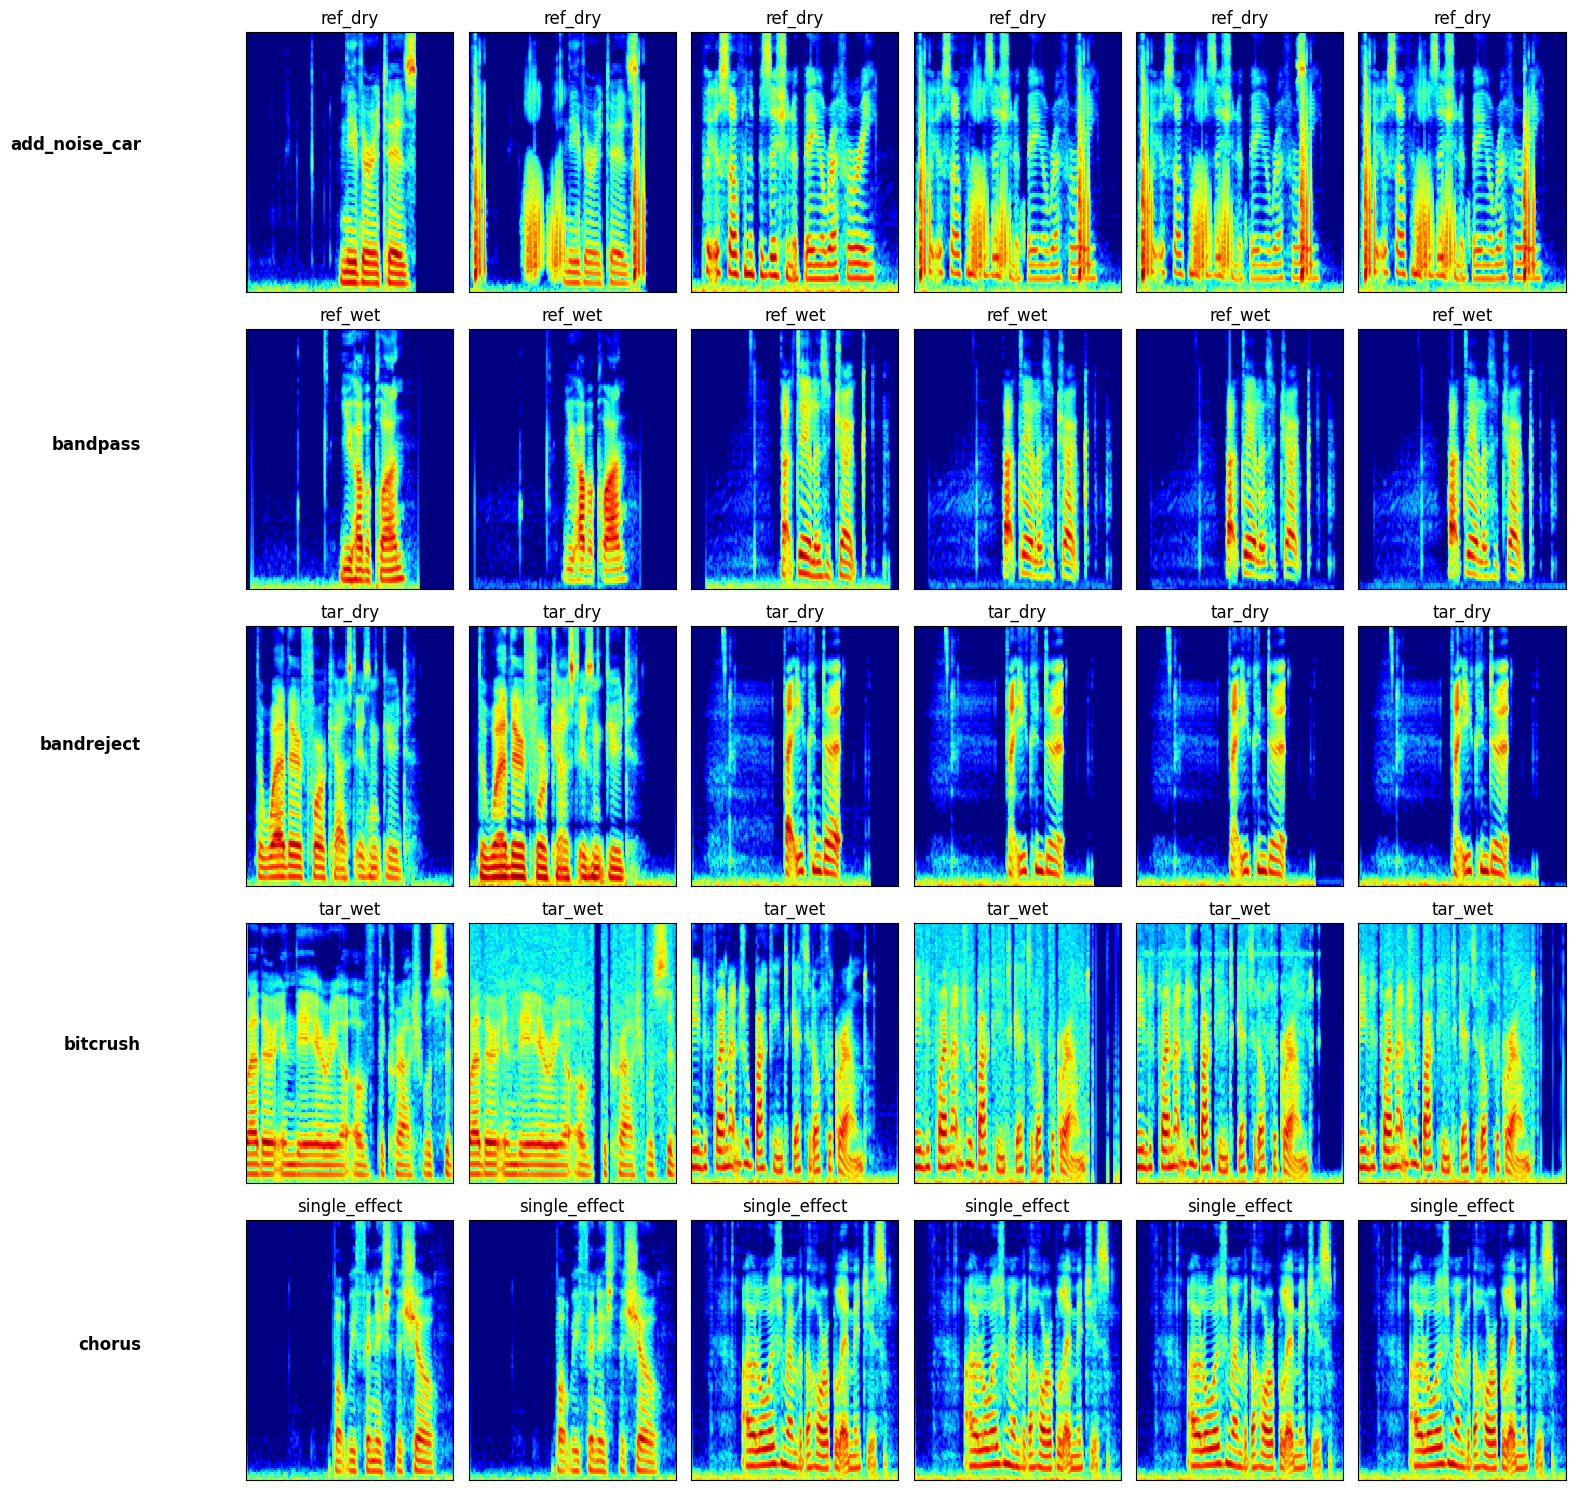 ref_dry ref_dry ref_dry ref_dry ref_dry ref_dry
add_noise_car
ref_wet ref_wet ref_wet ref_wet ref_wet ref_wet
bandpass
tar_dry tar_dry tar_dry tar_dry tar_dry tar_dry
bandreject
tar_wet tar_wet tar_wet tar_wet tar_wet tar_wet
bitcrush
single_effect single_effect single_effect single_effect single_effect single_effect
chorus